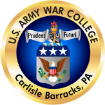 U.S. ARMY WAR COLLEGE
Prudens Futuri
Carlisle Barracks, PA